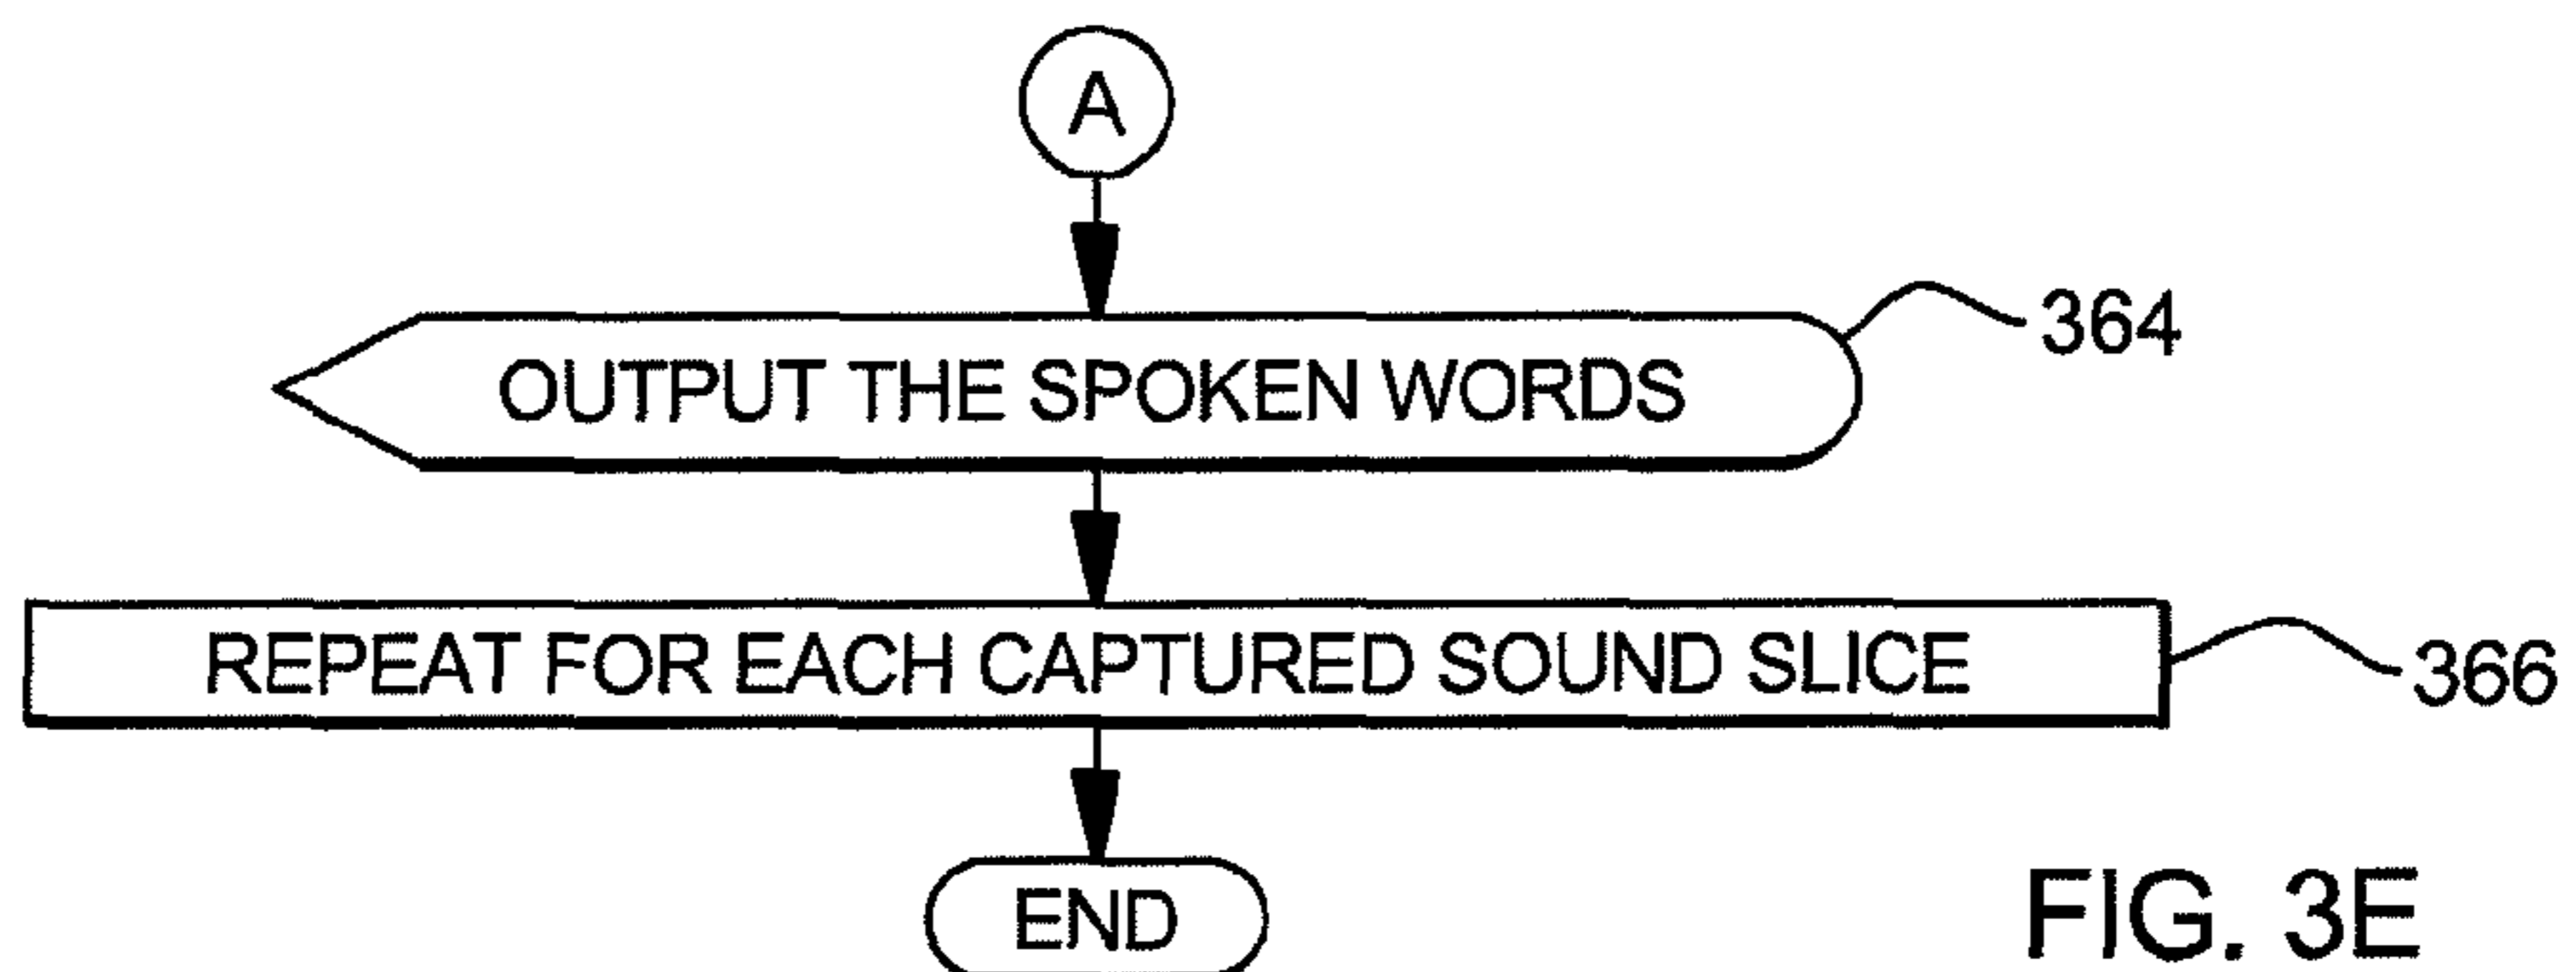 A
OUTPUT THE SPOKEN WORDS
364
REPEAT FOR EACH CAPTURED SOUND SLICE
366
END
FIG. 3E